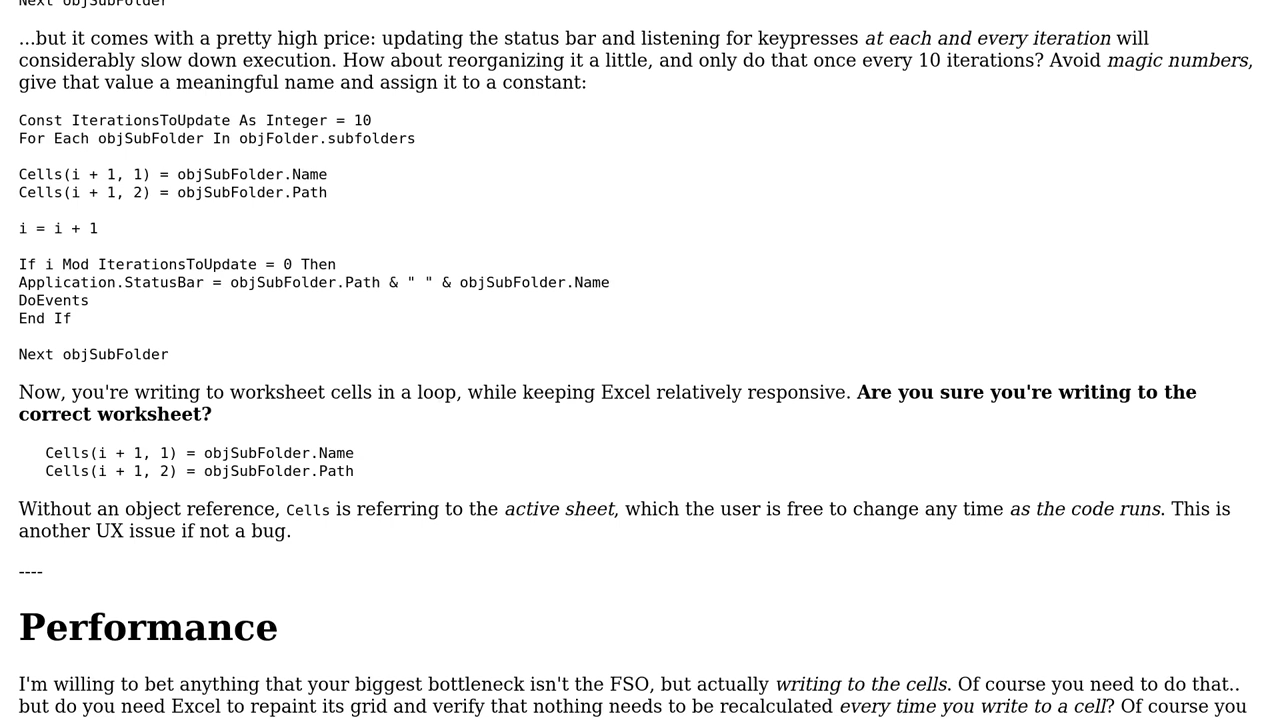 Next objSubFolder
...but it comes with a pretty high price: updating the status bar and listening for keypresses at each and every iteration will
considerably slow down execution. How about reorganizing it a little, and only do that once every 10 iterations? Avoid magic numbers,
give that value a meaningful name and assign it to a constant:
Const IterationsToUpdate As Integer = 10
For Each objSubFolder In objFolder.subfolders
Cells(i + 1, 1) = objSubFolder.Name
Cells(i + 1, 2) = objSubFolder.Path
i = i + 1
If i Mod IterationsToUpdate = 0 Then
Application.StatusBar = objSubFolder.Path & " " & objSubFolder.Name
DoEvents
End If
Next objSubFolder
Now, you're writing to worksheet cells in a loop, while keeping Excel relatively responsive. Are you sure you're writing to the
correct worksheet?
Cells(i + 1, 1) = objSubFolder.Name
Cells(i + 1, 2) = objSubFolder.Path
Without an object reference, Cells is referring to the active sheet, which the user is free to change any time as the code runs. This is
another UX issue if not a bug.
----
Performance
I'm willing to bet anything that your biggest bottleneck isn't the FSO, but actually writing to the cells. Of course you need to do that..
but do you need Excel to repaint its grid and verify that nothing needs to be recalculated every time you write to a cell? Of course you